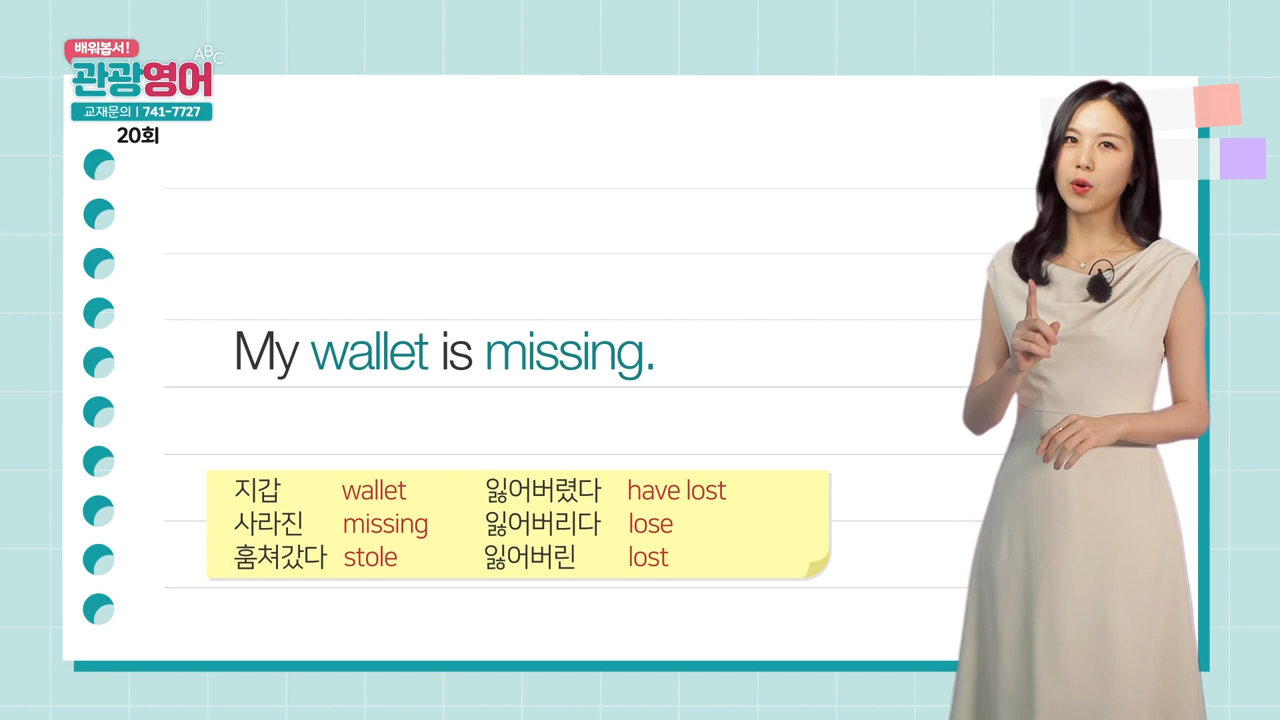 배워봅서!
ABC
관광영어
교재문의 | 741-7727
20회
My wallet is missing.
지갑 wallet 잃어버렸다 have lost
사라진 missing 잃어버리다 lose
훔쳐갔다 stole 잃어버린 lost